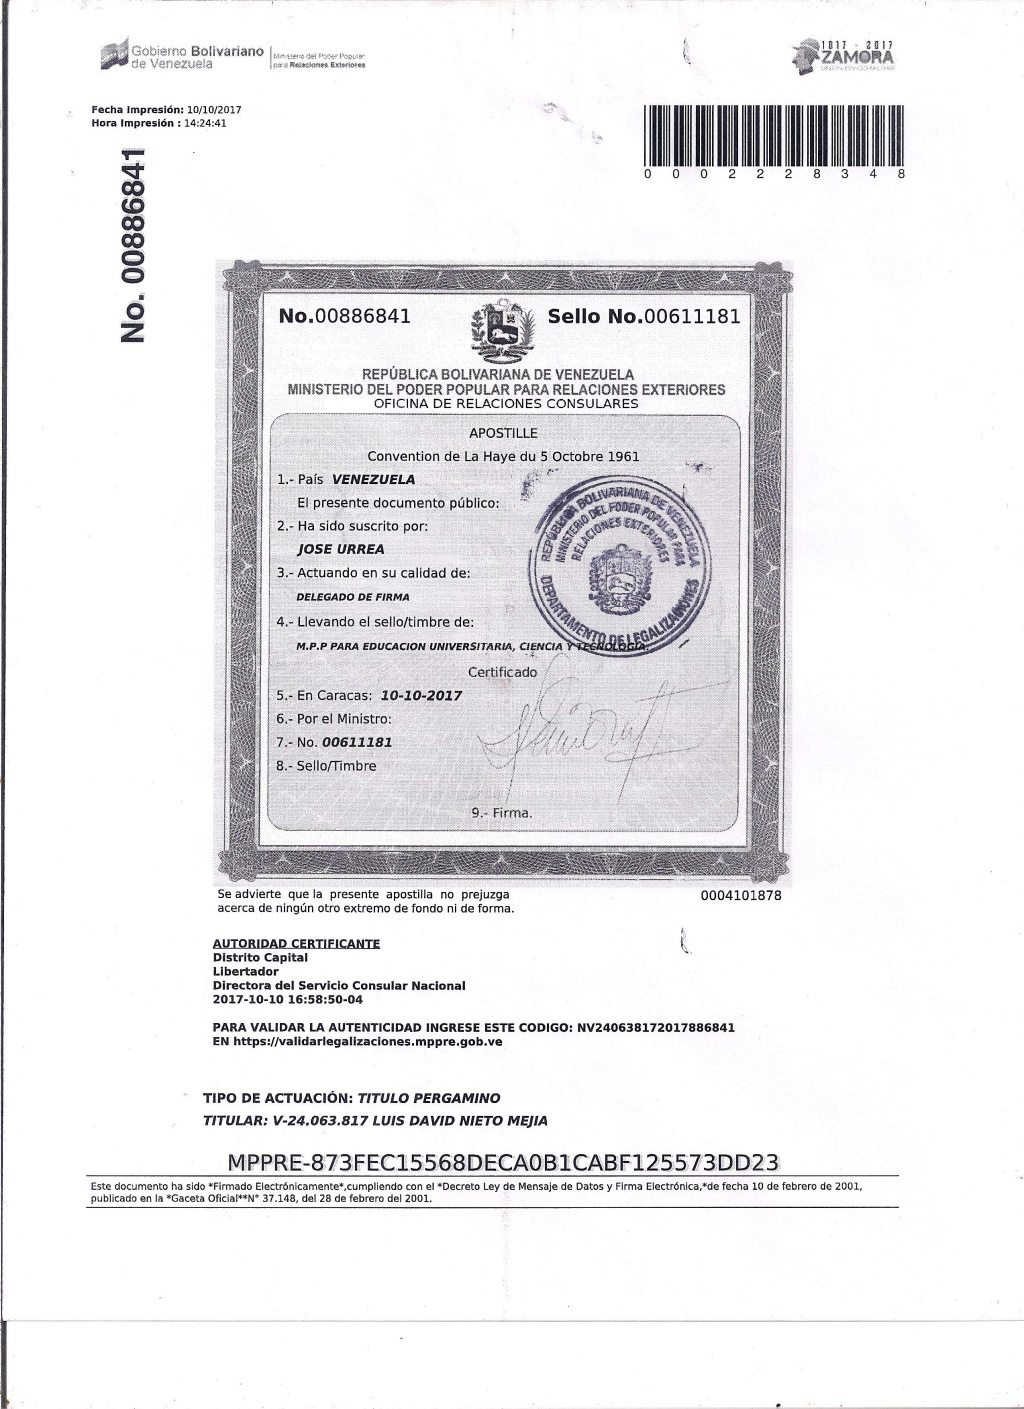 Gobierno Bolivariano
de Venezuela
Ministerio del Poder Popular
para Relaciones Exteriores
1817 - 2017
ZAMORA
Fecha Impresión: 10/10/2017
Hora Impresión : 14:24:41
0 0 0 2 2 2 8 3 4 8
No. 00886841
No.00886841
Sello No.00611181
REPÚBLICA BOLIVARIANA DE VENEZUELA
MINISTERIO DEL PODER POPULAR PARA RELACIONES EXTERIORES
OFICINA DE RELACIONES CONSULARES
APOSTILLE
Convention de La Haye du 5 Octobre 1961
1.- País VENEZUELA
El presente documento público:
2.- Ha sido suscrito por:
JOSE URREA
3.- Actuando en su calidad de:
DELEGADO DE FIRMA
4.- Llevando el sello/timbre de:
M.P.P PARA EDUCACION UNIVERSITARIA, CIENCIA Y TECNOLOGIA.
REPÚBLICA BOLIVARIANA DE VENEZUELA
MINISTERIO DEL PODER POPULAR PARA
RELACIONES EXTERIORES
DEPARTAMENTO DE LEGALIZACIONES
Certificado
5.- En Caracas: 10-10-2017
6.- Por el Ministro:
7.- No. 00611181
8.- Sello/Timbre
9.- Firma.
Se advierte que la presente apostilla no prejuzga
acerca de ningún otro extremo de fondo ni de forma.
0004101878
AUTORIDAD CERTIFICANTE
Distrito Capital
Libertador
Directora del Servicio Consular Nacional
2017-10-10 16:58:50-04
PARA VALIDAR LA AUTENTICIDAD INGRESE ESTE CODIGO: NV240638172017886841
EN https://validarlegalizaciones.mppre.gob.ve
TIPO DE ACTUACIÓN: TITULO PERGAMINO
TITULAR: V-24.063.817 LUIS DAVID NIETO MEJIA
MPPRE-873FEC15568DECA0B1CABF125573DD23
Este documento ha sido *Firmado Electrónicamente*,cumpliendo con el *Decreto Ley de Mensaje de Datos y Firma Electrónica,*de fecha 10 de febrero de 2001,
publicado en la *Gaceta Oficial**N° 37.148, del 28 de febrero del 2001.